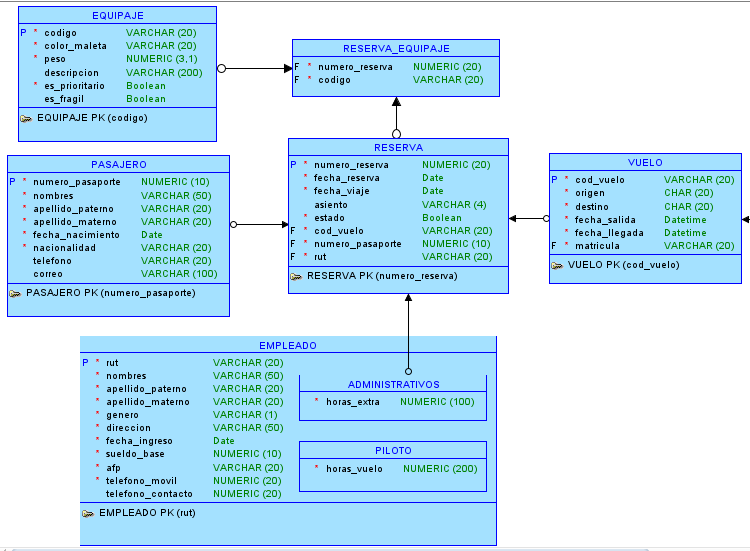 EQUIPAJE
P * codigo VARCHAR (20)
* color_maleta VARCHAR (20)
* peso NUMERIC (3,1)
descripcion VARCHAR (200)
* es_prioritario Boolean
es_fragil Boolean
EQUIPAJE PK (codigo)
RESERVA_EQUIPAJE
F * numero_reserva NUMERIC (20)
F * codigo VARCHAR (20)
PASAJERO
P * numero_pasaporte NUMERIC (10)
* nombres VARCHAR (50)
* apellido_paterno VARCHAR (20)
* apellido_materno VARCHAR (20)
* fecha_nacimiento Date
* nacionalidad VARCHAR (20)
telefono VARCHAR (20)
correo VARCHAR (100)
PASAJERO PK (numero_pasaporte)
RESERVA
P * numero_reserva NUMERIC (20)
* fecha_reserva Date
* fecha_viaje Date
asiento VARCHAR (4)
* estado Boolean
F * cod_vuelo VARCHAR (20)
F * numero_pasaporte NUMERIC (10)
F * rut VARCHAR (20)
RESERVA PK (numero_reserva)
VUELO
P * cod_vuelo VARCHAR (20)
* origen CHAR (20)
* destino CHAR (20)
* fecha_salida Datetime
* fecha_llegada Datetime
F * matricula VARCHAR (20)
VUELO PK (cod_vuelo)
EMPLEADO
P * rut VARCHAR (20)
* nombres VARCHAR (50)
* apellido_paterno VARCHAR (20)
* apellido_materno VARCHAR (20)
* genero VARCHAR (1)
* direccion VARCHAR (50)
* fecha_ingreso Date
* sueldo_base NUMERIC (10)
* afp VARCHAR (20)
* telefono_movil NUMERIC (20)
telefono_contacto NUMERIC (20)
EMPLEADO PK (rut)
ADMINISTRATIVOS
* horas_extra NUMERIC (100)
PILOTO
* horas_vuelo NUMERIC (200)